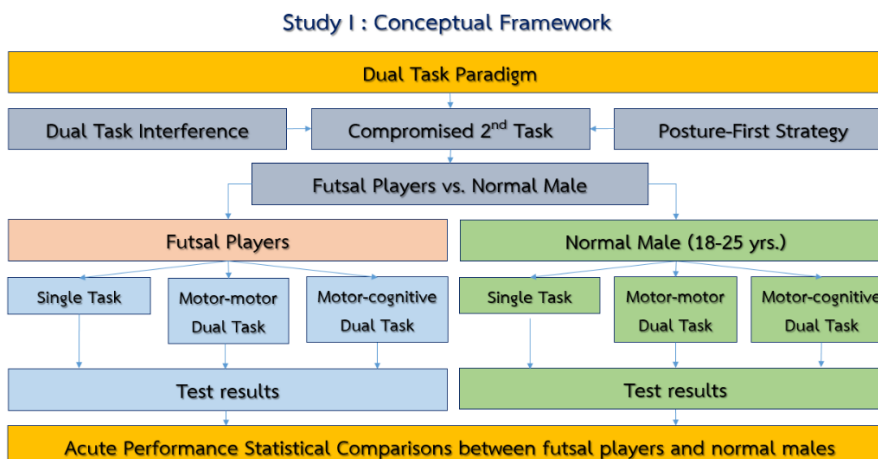 Study I : Conceptual Framework
Dual Task Paradigm
Dual Task Interference
Compromised 2nd Task
Posture-First Strategy
Futsal Players vs. Normal Male
Futsal Players
Normal Male (18-25 yrs.)
Single Task
Motor-motor
Dual Task
Motor-cognitive
Dual Task
Single Task
Motor-motor
Dual Task
Motor-cognitive
Dual Task
Test results
Test results
Acute Performance Statistical Comparisons between futsal players and normal males